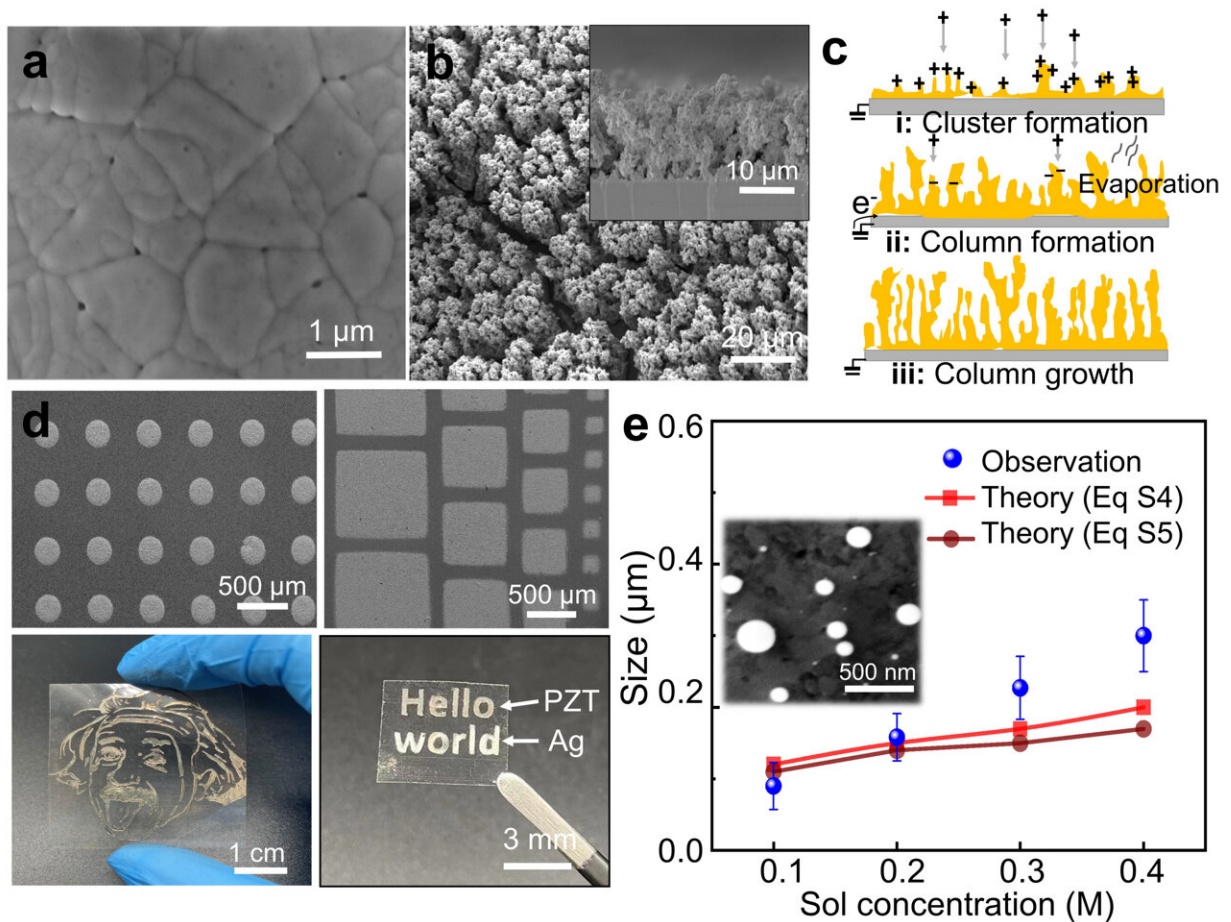 a
1 μm
b
10 μm
20 μm
c
+ + + +
i: Cluster formation
Evaporation
e-
ii: Column formation
iii: Column growth
d
500 μm
500 μm
1 cm
Hello
world
PZT
Ag
3 mm
e
Observation
Theory (Eq S4)
Theory (Eq S5)
500 nm
Size (μm)
0.6
0.4
0.2
0.0
0.1 0.2 0.3 0.4
Sol concentration (M)